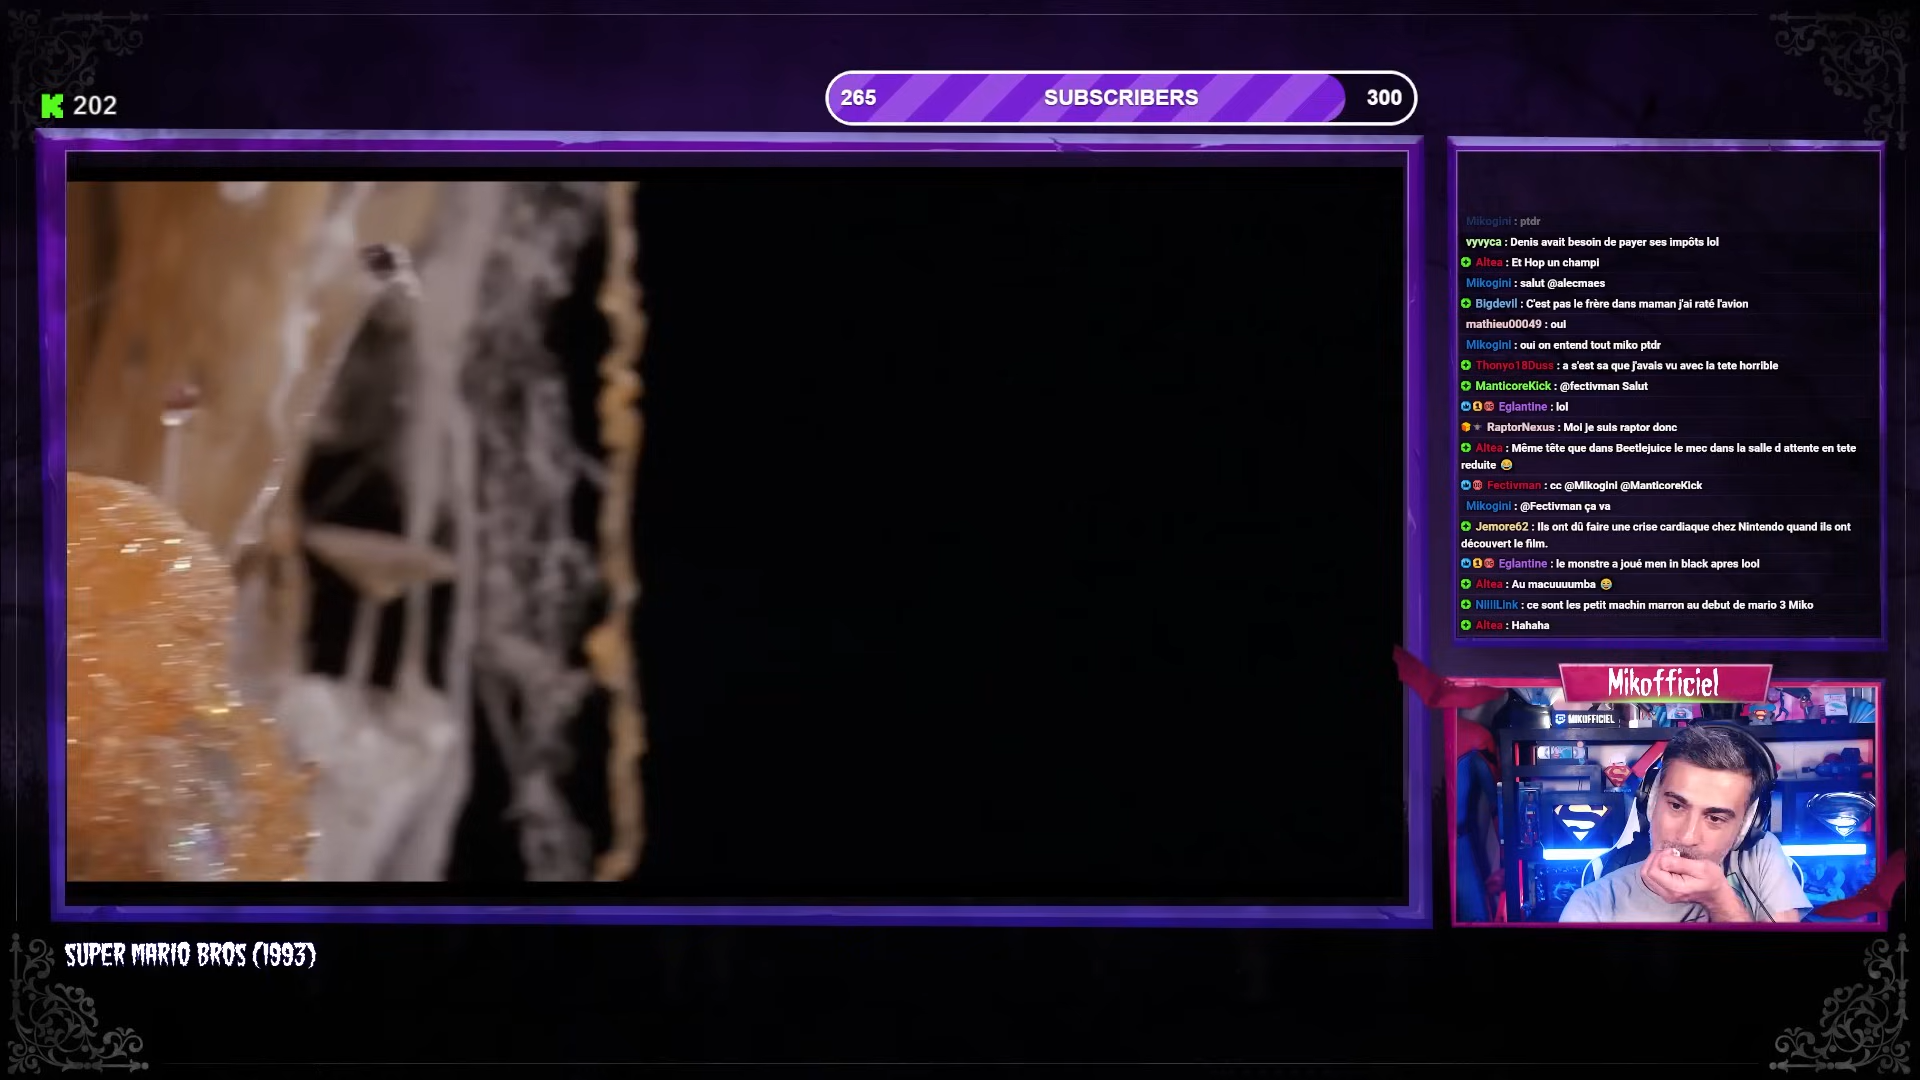 K 202
265 SUBSCRIBERS 300
Mikogini : ptdr
vyvyca : Denis avait besoin de payer ses impôts lol
Altea : Et Hop un champi
Mikogini : salut @alecmaes
Bigdevil : C'est pas le frère dans maman j'ai raté l'avion
mathieu00049 : oui
Mikogini : oui on entend tout miko ptdr
Thonyo18Duss : a s'est sa que j'avais vu avec la tete horrible
ManticoreKick : @fectivman Salut
Eglantine : lol
RaptorNexus : Moi je suis raptor donc
Altea : Même tête que dans Beetlejuice le mec dans la salle d attente en tete
reduite 😂
Fectivman : cc @Mikogini @ManticoreKick
Mikogini : @Fectivman ça va
Jemore62 : Ils ont dû faire une crise cardiaque chez Nintendo quand ils ont
découvert le film.
Eglantine : le monstre a joué men in black apres lool
Altea : Au macuuuumba 😂
NiiiiLink : ce sont les petit machin marron au debut de mario 3 Miko
Altea : Hahaha
Mikofficiel
MIKOFFICIEL
SUPER MARIO BROS (1993)